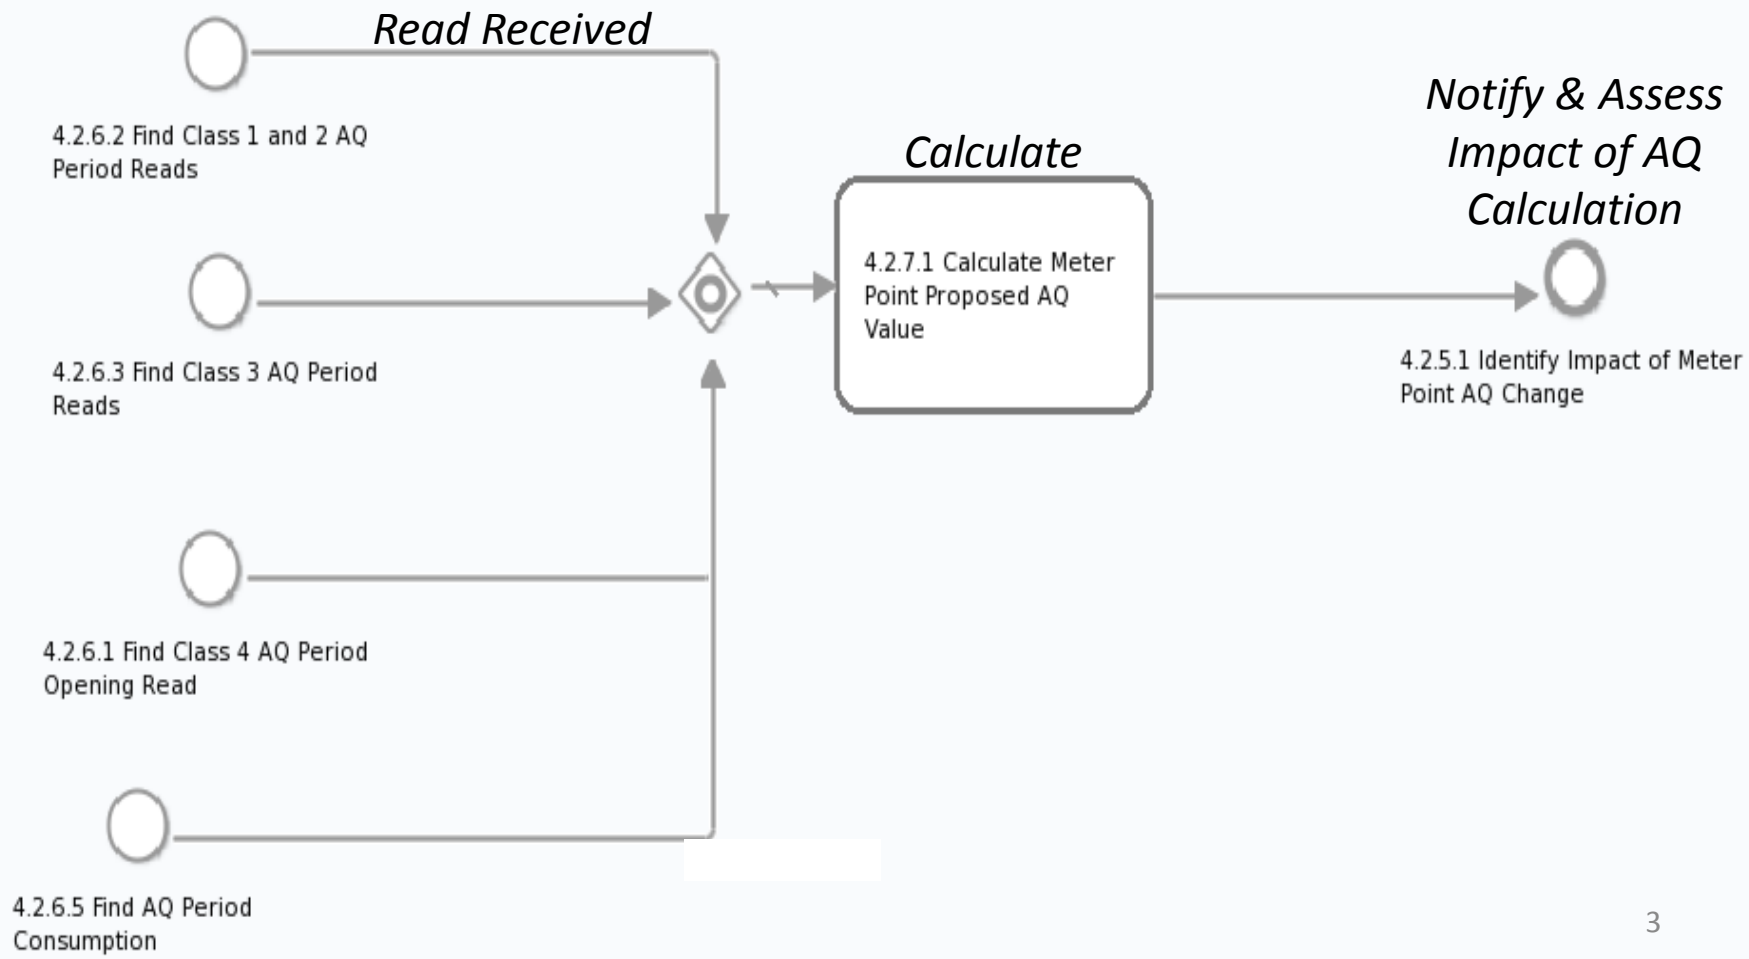 Read Received
4.2.6.2 Find Class 1 and 2 AQ
Period Reads
4.2.6.3 Find Class 3 AQ Period
Reads
4.2.6.1 Find Class 4 AQ Period
Opening Read
4.2.6.5 Find AQ Period
Consumption
Calculate
4.2.7.1 Calculate Meter
Point Proposed AQ
Value
Notify & Assess
Impact of AQ
Calculation
4.2.5.1 Identify Impact of Meter
Point AQ Change
3